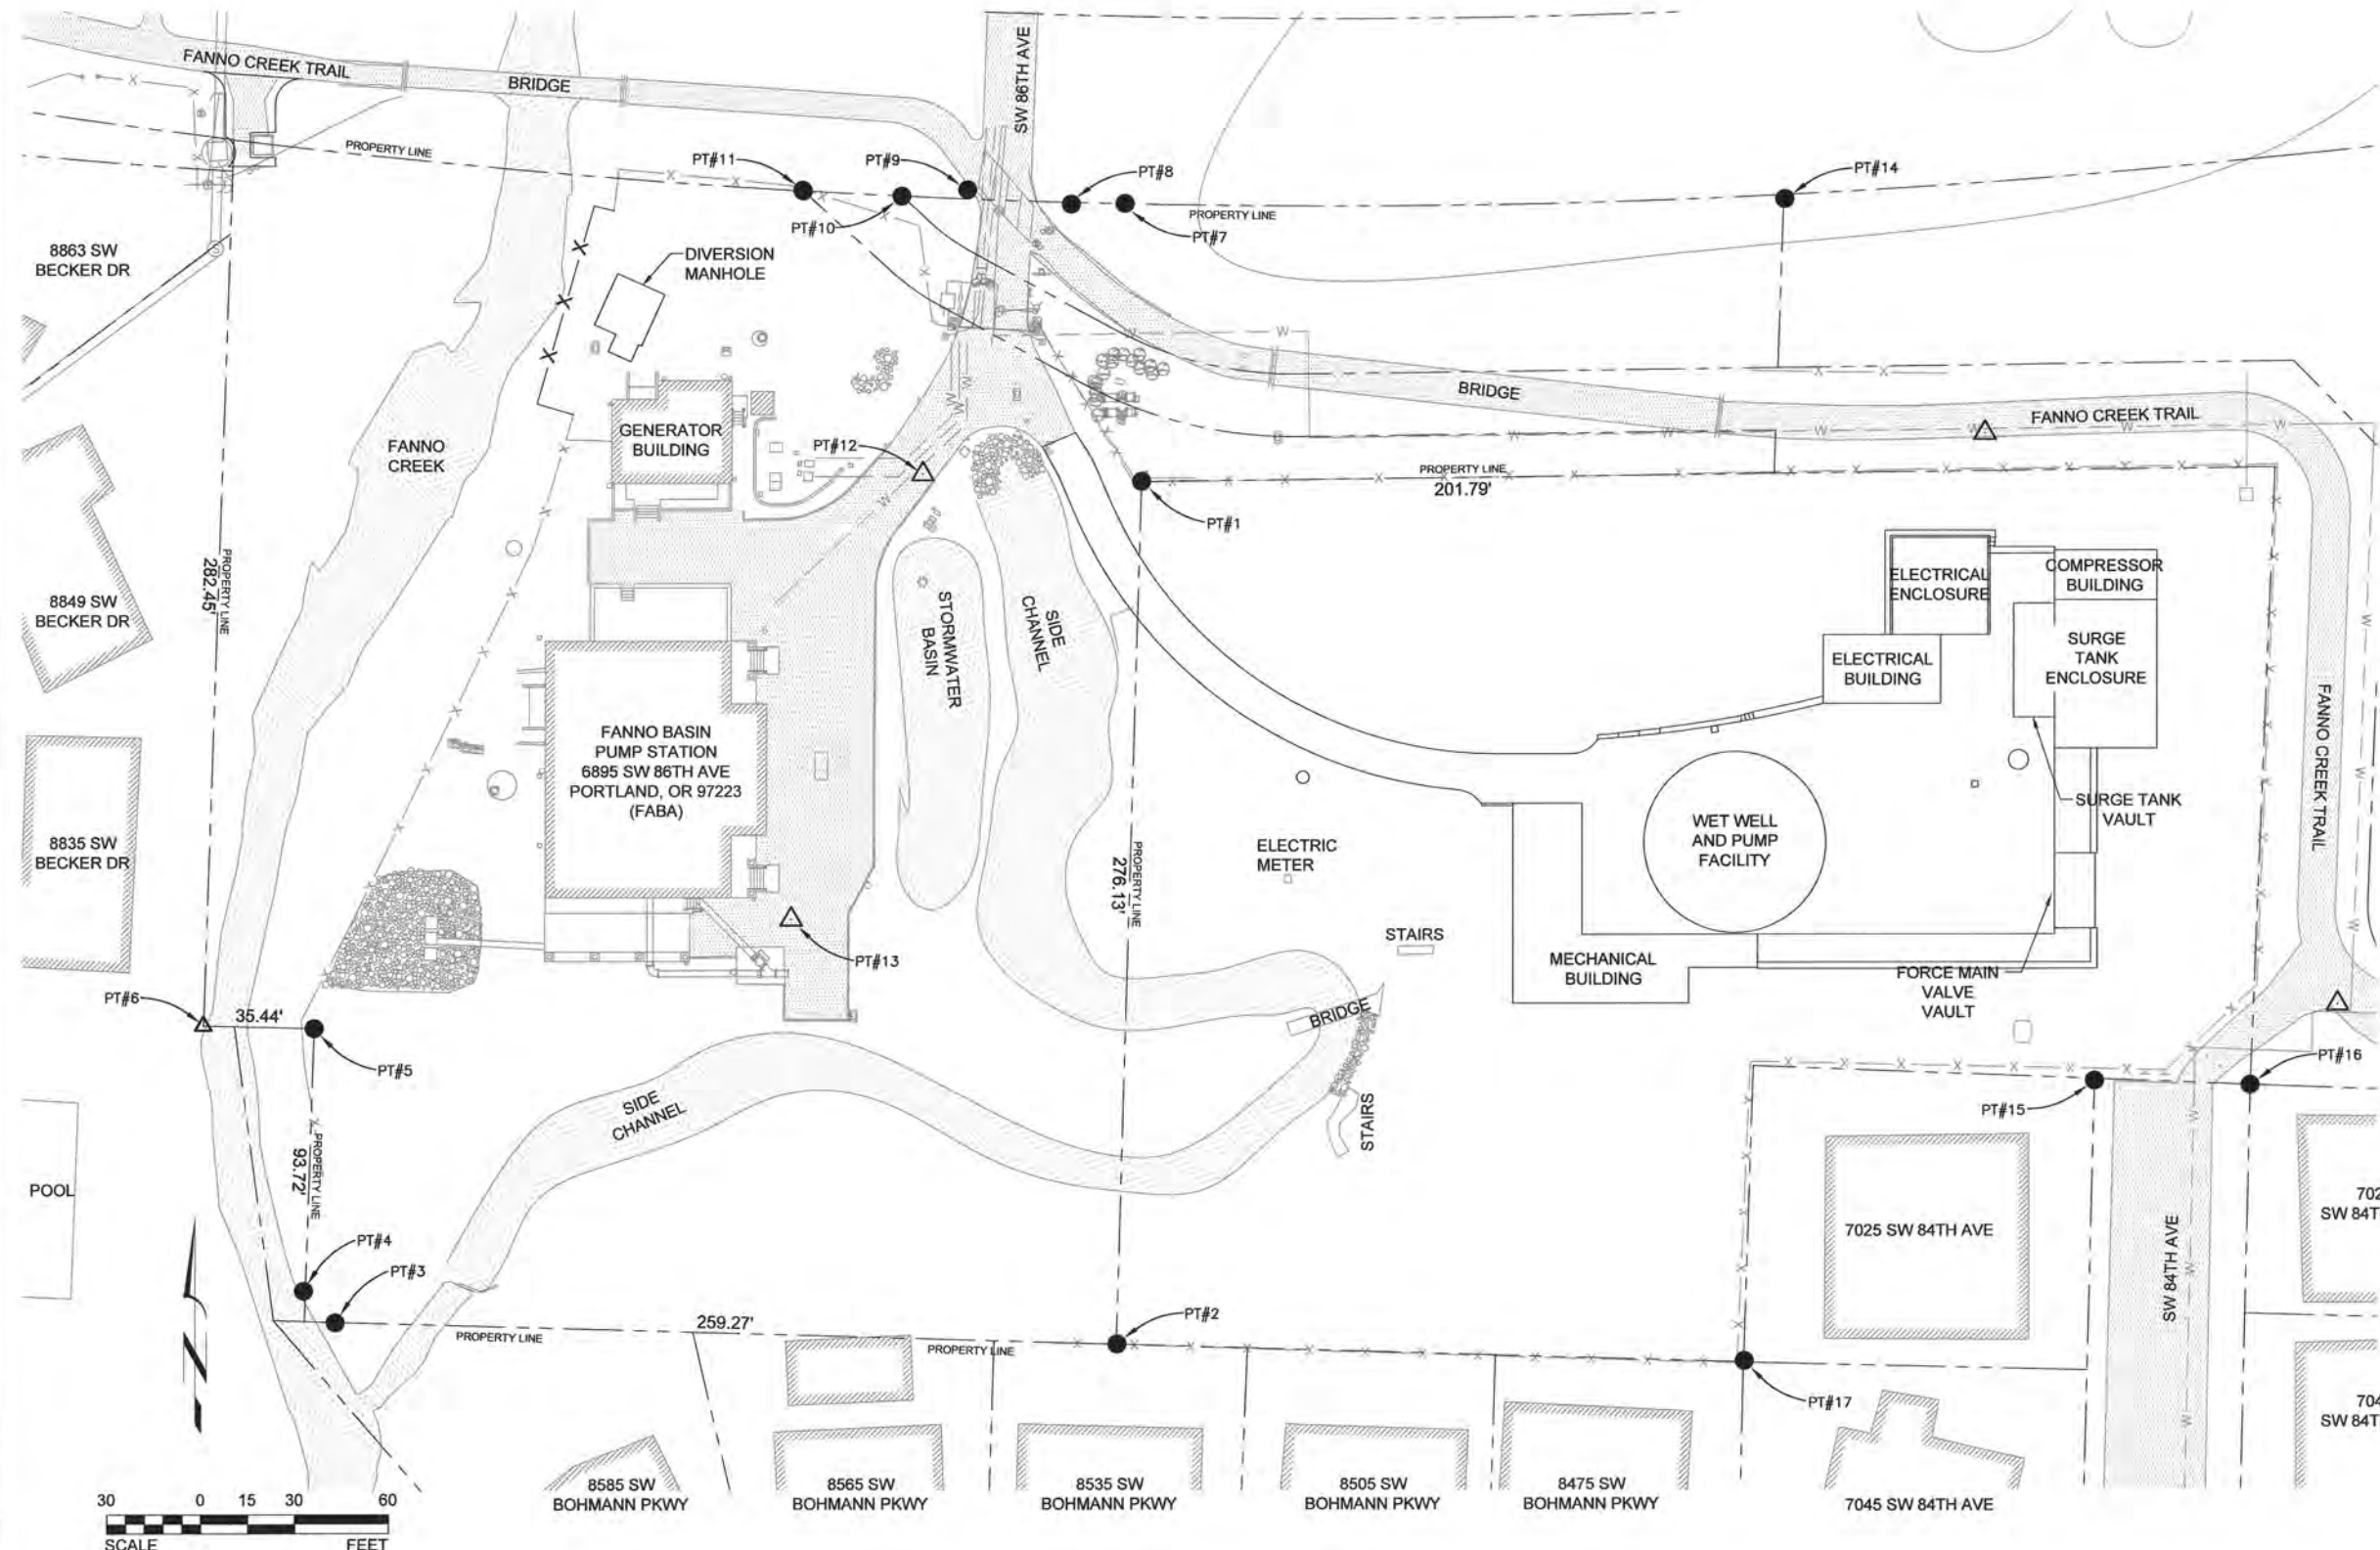 FANNO CREEK TRAIL
BRIDGE
SW 86TH AVE
PROPERTY LINE
PT#11
PT#9
PT#8
PT#14
PT#10
PT#7
PROPERTY LINE
8863 SW
BECKER DR
DIVERSION
MANHOLE
FANNO
CREEK
GENERATOR
BUILDING
PT#12
BRIDGE
FANNO CREEK TRAIL
PROPERTY LINE
201.79'
PT#1
PROPERTY LINE
282.45'
8849 SW
BECKER DR
STORMWATER
BASIN
SIDE
CHANNEL
ELECTRICAL
ENCLOSURE
COMPRESSOR
BUILDING
ELECTRICAL
BUILDING
SURGE
TANK
ENCLOSURE
FANNO BASIN
PUMP STATION
6895 SW 86TH AVE
PORTLAND, OR 97223
(FABA)
FANNO CREEK TRAIL
SURGE TANK
VAULT
8835 SW
BECKER DR
PROPERTY LINE
276.13'
ELECTRIC
METER
WET WELL
AND PUMP
FACILITY
STAIRS
MECHANICAL
BUILDING
FORCE MAIN
VALVE
VAULT
PT#13
PT#6
35.44'
PT#5
BRIDGE
PT#16
PT#15
SIDE
CHANNEL
STAIRS
PROPERTY LINE
93.72'
POOL
7025 SW 84TH AVE
SW 84TH AVE
702
SW 84T
PT#4
PT#3
PROPERTY LINE
259.27'
PROPERTY LINE
PT#2
PT#17
704
SW 84T
8585 SW
BOHMANN PKWY
8565 SW
BOHMANN PKWY
8535 SW
BOHMANN PKWY
8505 SW
BOHMANN PKWY
8475 SW
BOHMANN PKWY
7045 SW 84TH AVE
30 0 15 30 60
SCALE FEET